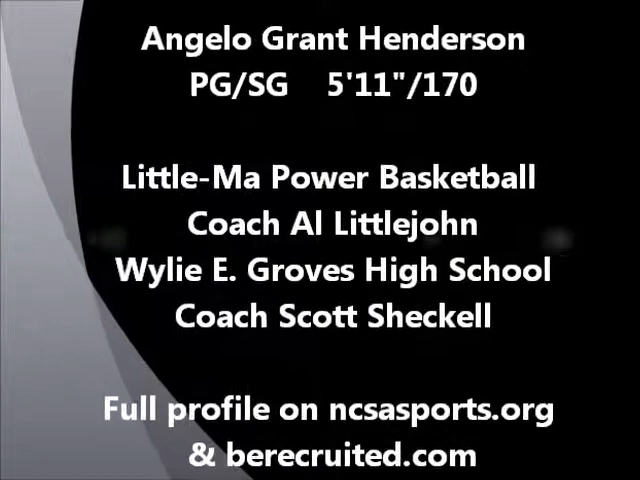 Angelo Grant Henderson
PG/SG 5'11"/170
Little-Ma Power Basketball
Coach Al Littlejohn
Wylie E. Groves High School
Coach Scott Sheckell
Full profile on ncsasports.org
& berecruited.com